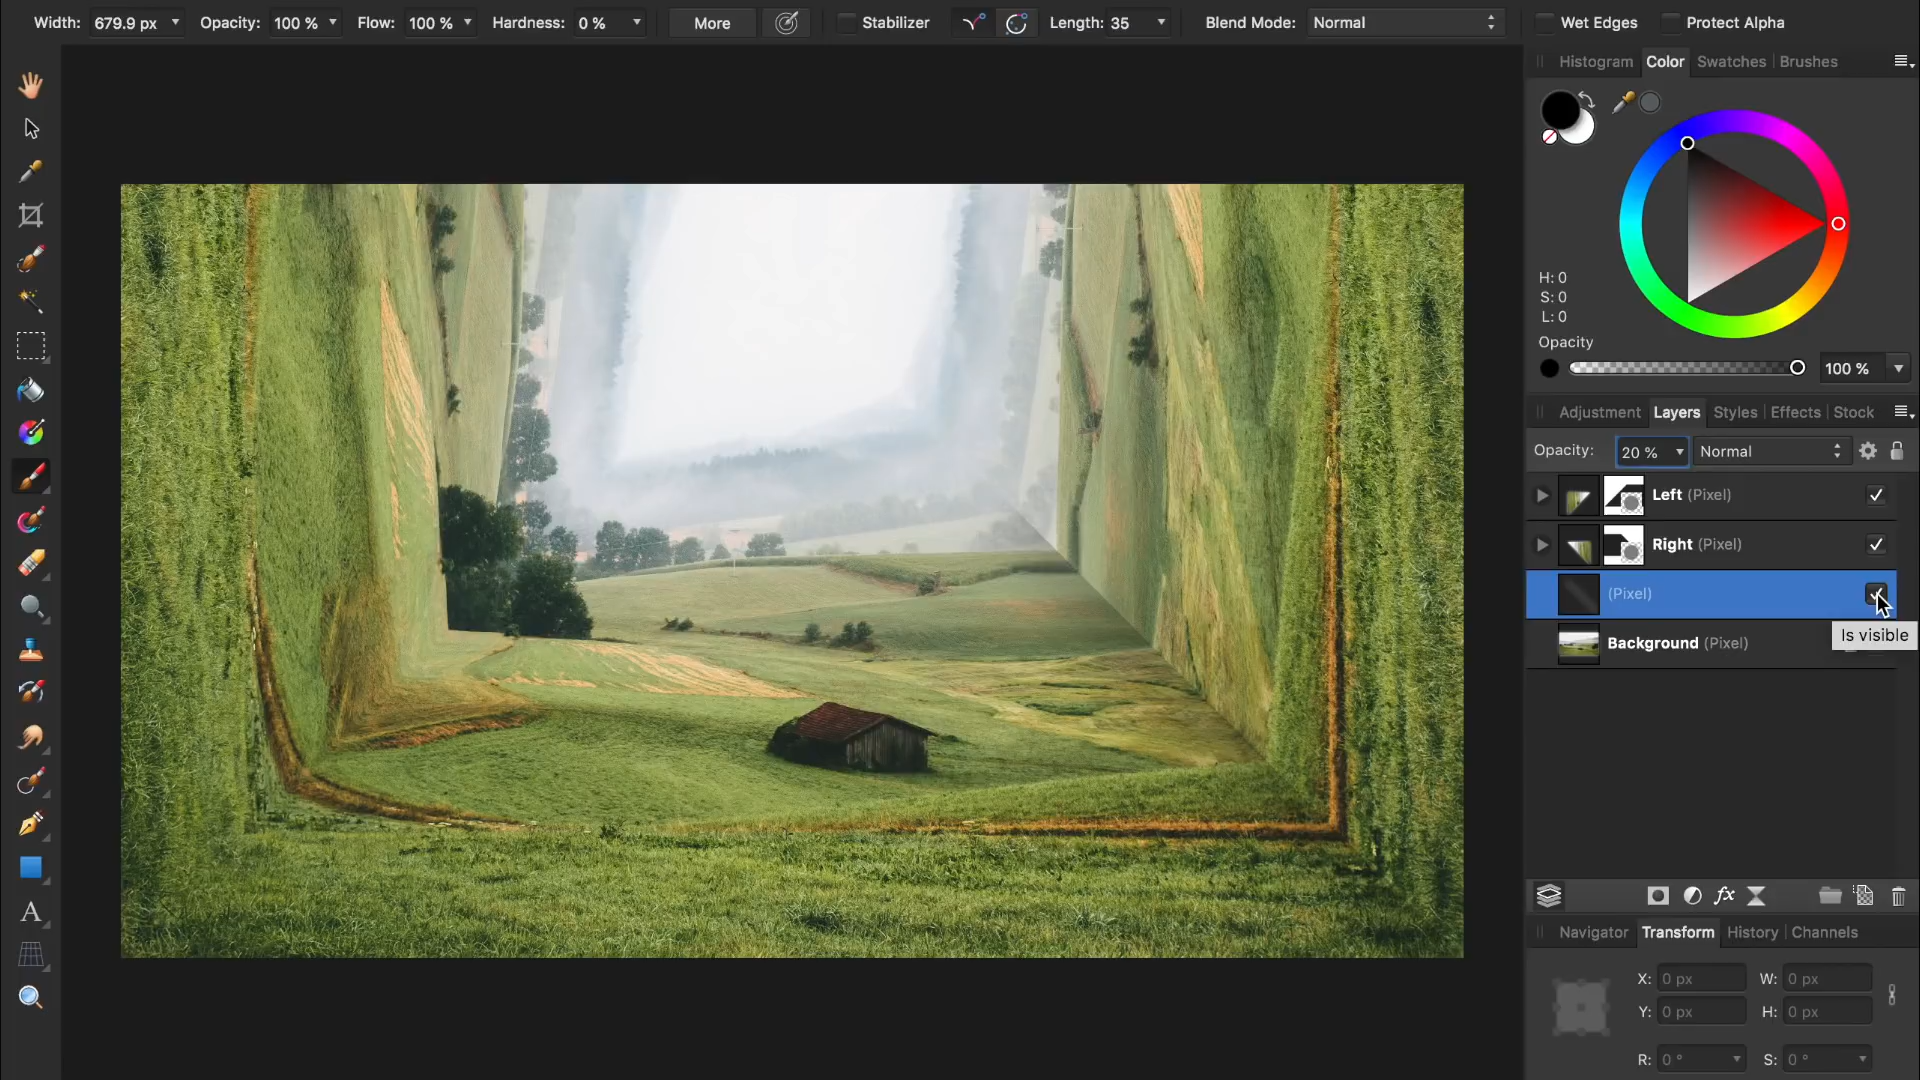 Width: 679.9 px Opacity: 100 % Flow: 100 % Hardness: 0 % More Stabilizer Length: 35 Blend Mode: Normal Wet Edges Protect Alpha
Histogram Color Swatches Brushes
H: 0
S: 0
L: 0
Opacity
100 %
Adjustment Layers Styles Effects Stock
Opacity: 20 % Normal
Left (Pixel)
Right (Pixel)
(Pixel)
Is visible
Background (Pixel)
fx
A
Navigator Transform History Channels
X: 0 px W: 0 px
Y: 0 px H: 0 px
R: 0 ° S: 0 °